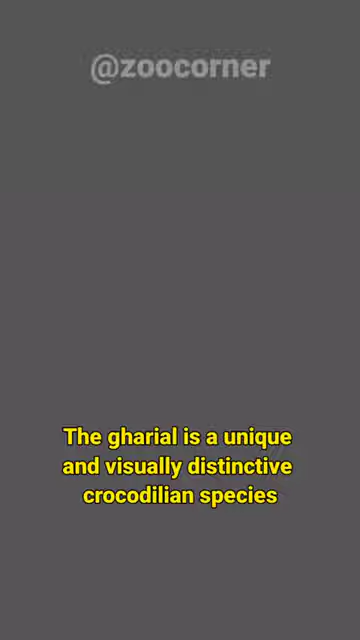 @zoocorner
The gharial is a unique
and visually distinctive
crocodilian species